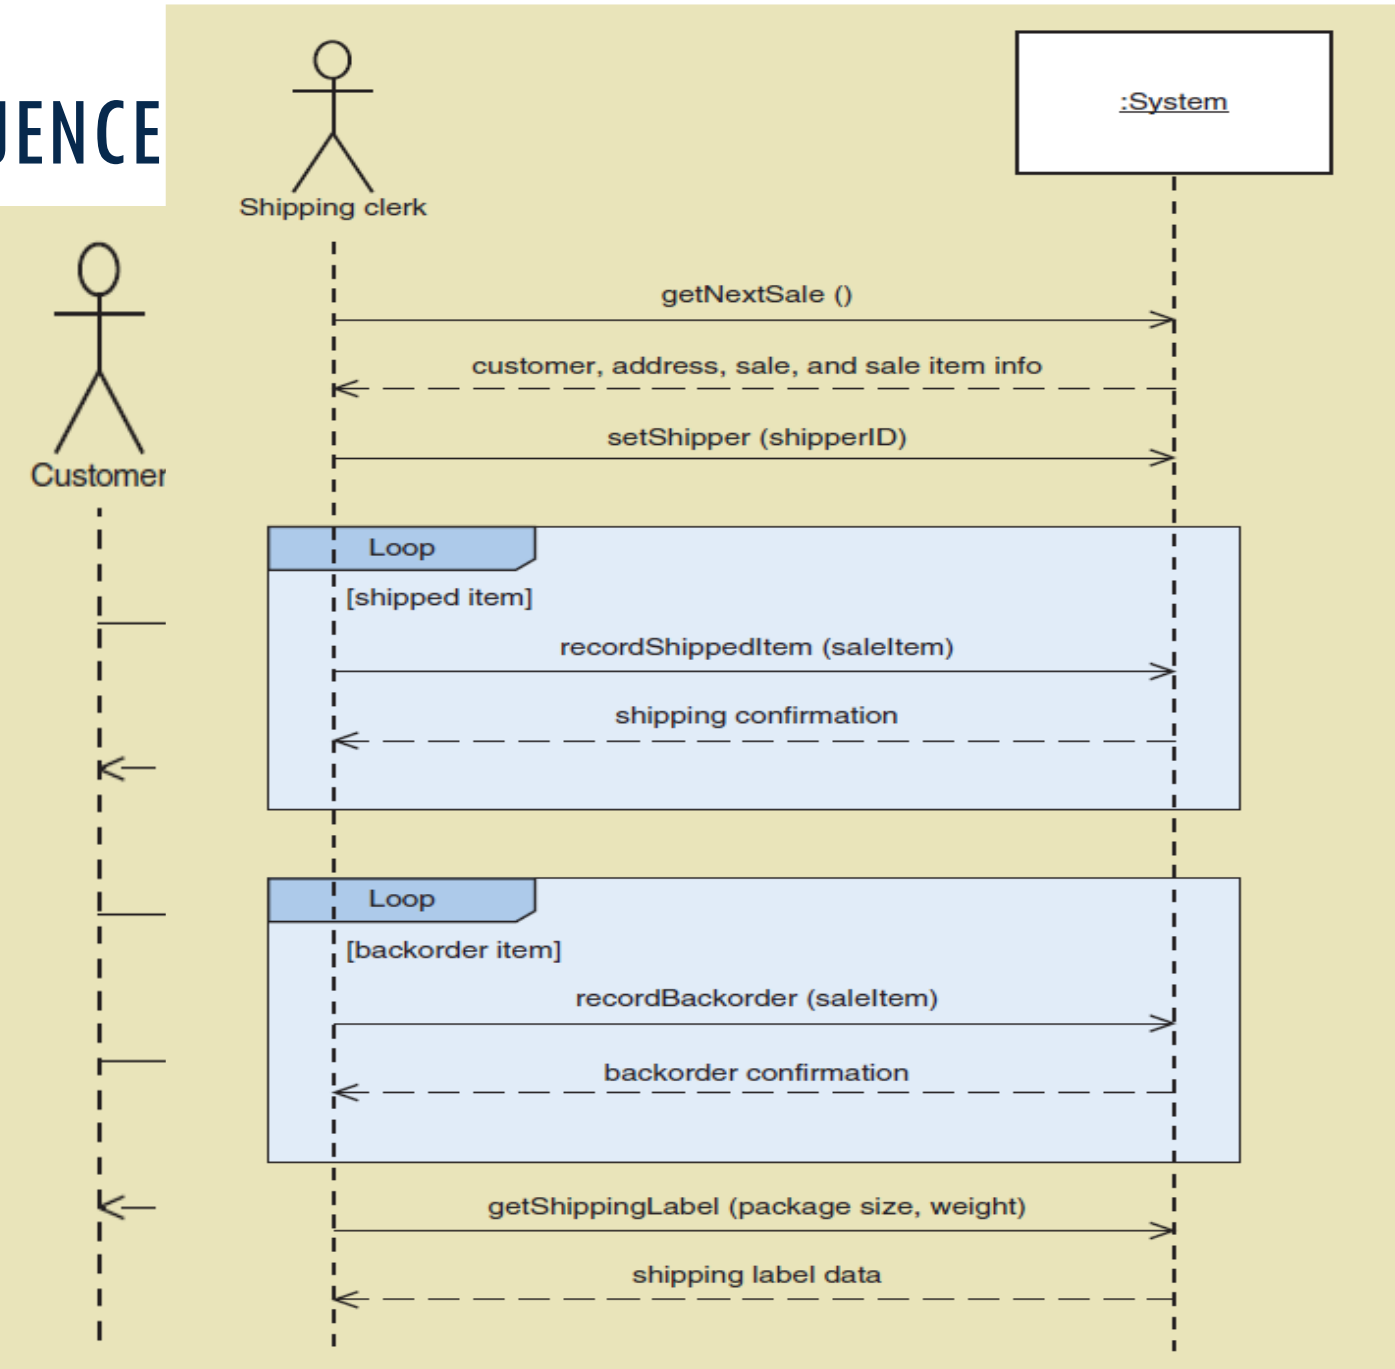 UENCE
Shipping clerk
:System
Customer
getNextSale ()
customer, address, sale, and sale item info
setShipper (shipperID)
Loop
[shipped item]
recordShippedItem (saleItem)
shipping confirmation
Loop
[backorder item]
recordBackorder (saleItem)
backorder confirmation
getShippingLabel (package size, weight)
shipping label data